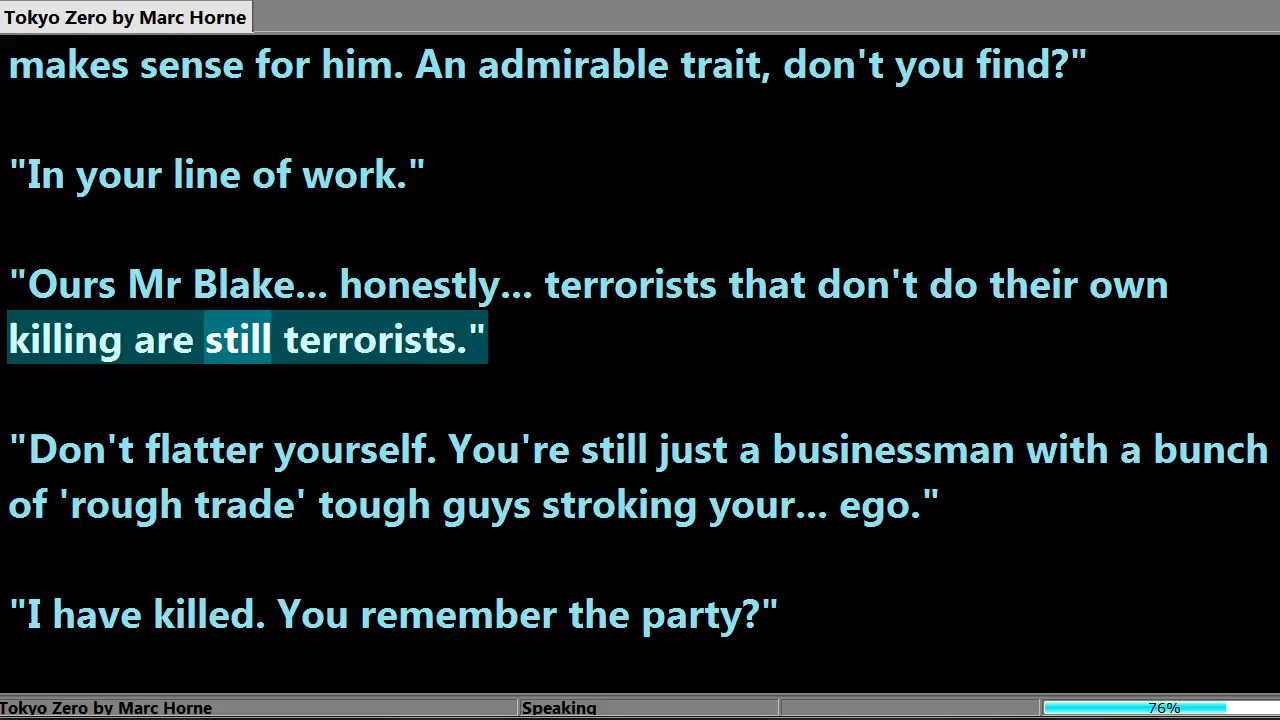 Tokyo Zero by Marc Horne
makes sense for him. An admirable trait, don't you find?"
"In your line of work."
"Ours Mr Blake... honestly... terrorists that don't do their own
killing are still terrorists."
"Don't flatter yourself. You're still just a businessman with a bunch
of 'rough trade' tough guys stroking your... ego."
"I have killed. You remember the party?"
Tokyo Zero by Marc Horne Speaking 76%